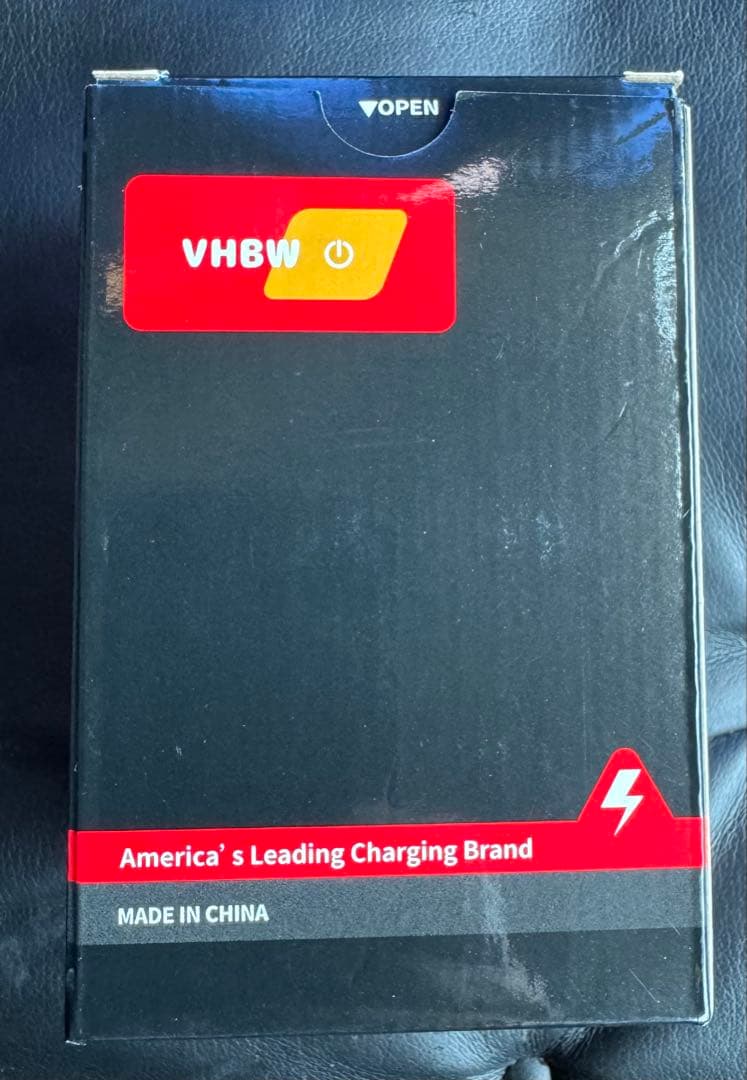 ▼OPEN
VHBW
America’s Leading Charging Brand
MADE IN CHINA